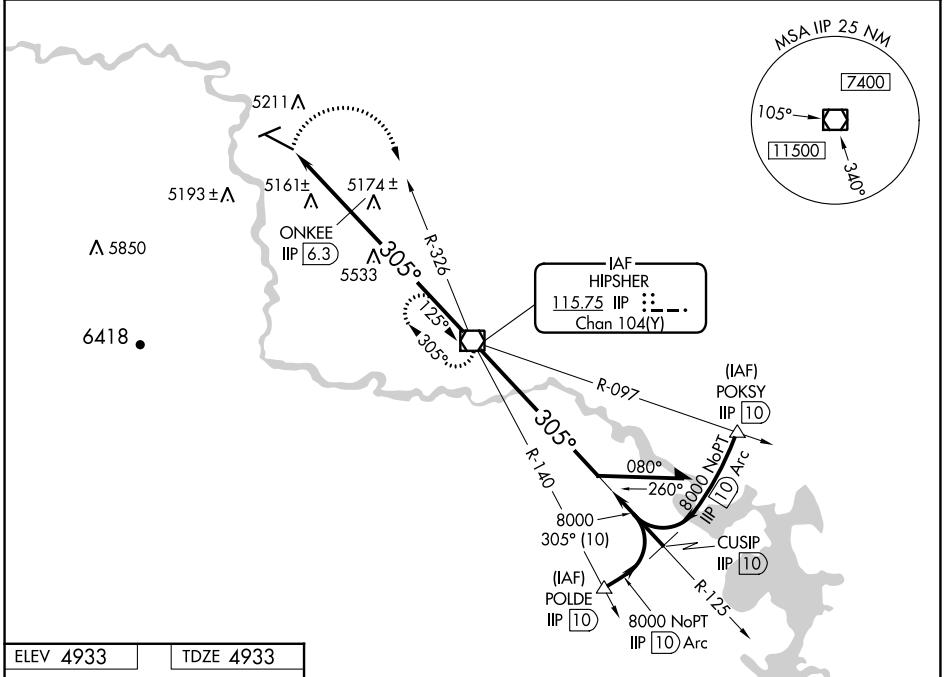 MSA IIP 25 NM
7400
105°
11500
340°
5211
5193 ±
5161±
5174 ±
ONKEE
IIP 6.3
5850
5533
305°
R-326
6418
125°
305°
IAF
HIPSHER
115.75 IIP
Chan 104(Y)
R-097
(IAF)
POKSY
IIP 10
305°
R-140
080°
260°
8000 NoPT
IIP 10 Arc
8000
305° (10)
CUSIP
IIP 10
(IAF)
POLDE
IIP 10
R-125
8000 NoPT
IIP 10 Arc
ELEV 4933
TDZE 4933